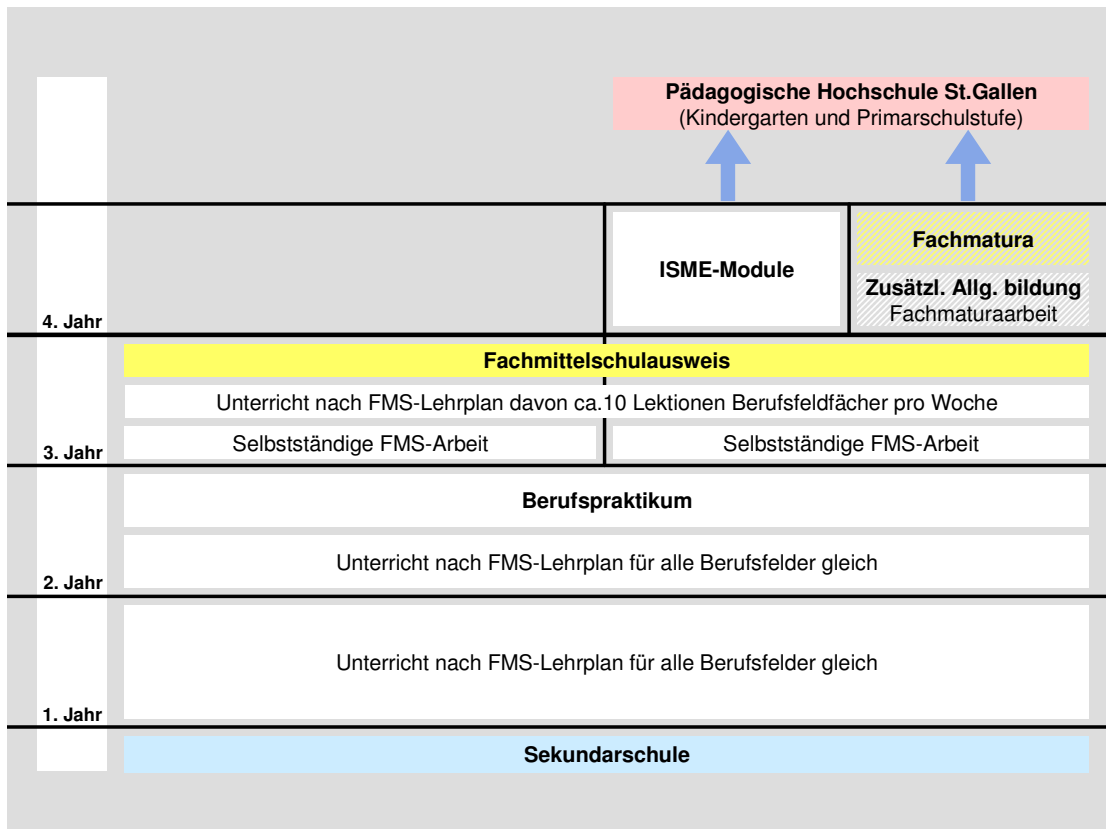 Pädagogische Hochschule St.Gallen
(Kindergarten und Primarschulstufe)
Fachmatura
ISME-Module
Zusätzl. Allg. bildung
Fachmaturaarbeit
4. Jahr
Fachmittelschulausweis
Unterricht nach FMS-Lehrplan davon ca.10 Lektionen Berufsfeldfächer pro Woche
Selbstständige FMS-Arbeit Selbstständige FMS-Arbeit
3. Jahr
Berufspraktikum
Unterricht nach FMS-Lehrplan für alle Berufsfelder gleich
2. Jahr
Unterricht nach FMS-Lehrplan für alle Berufsfelder gleich
1. Jahr
Sekundarschule